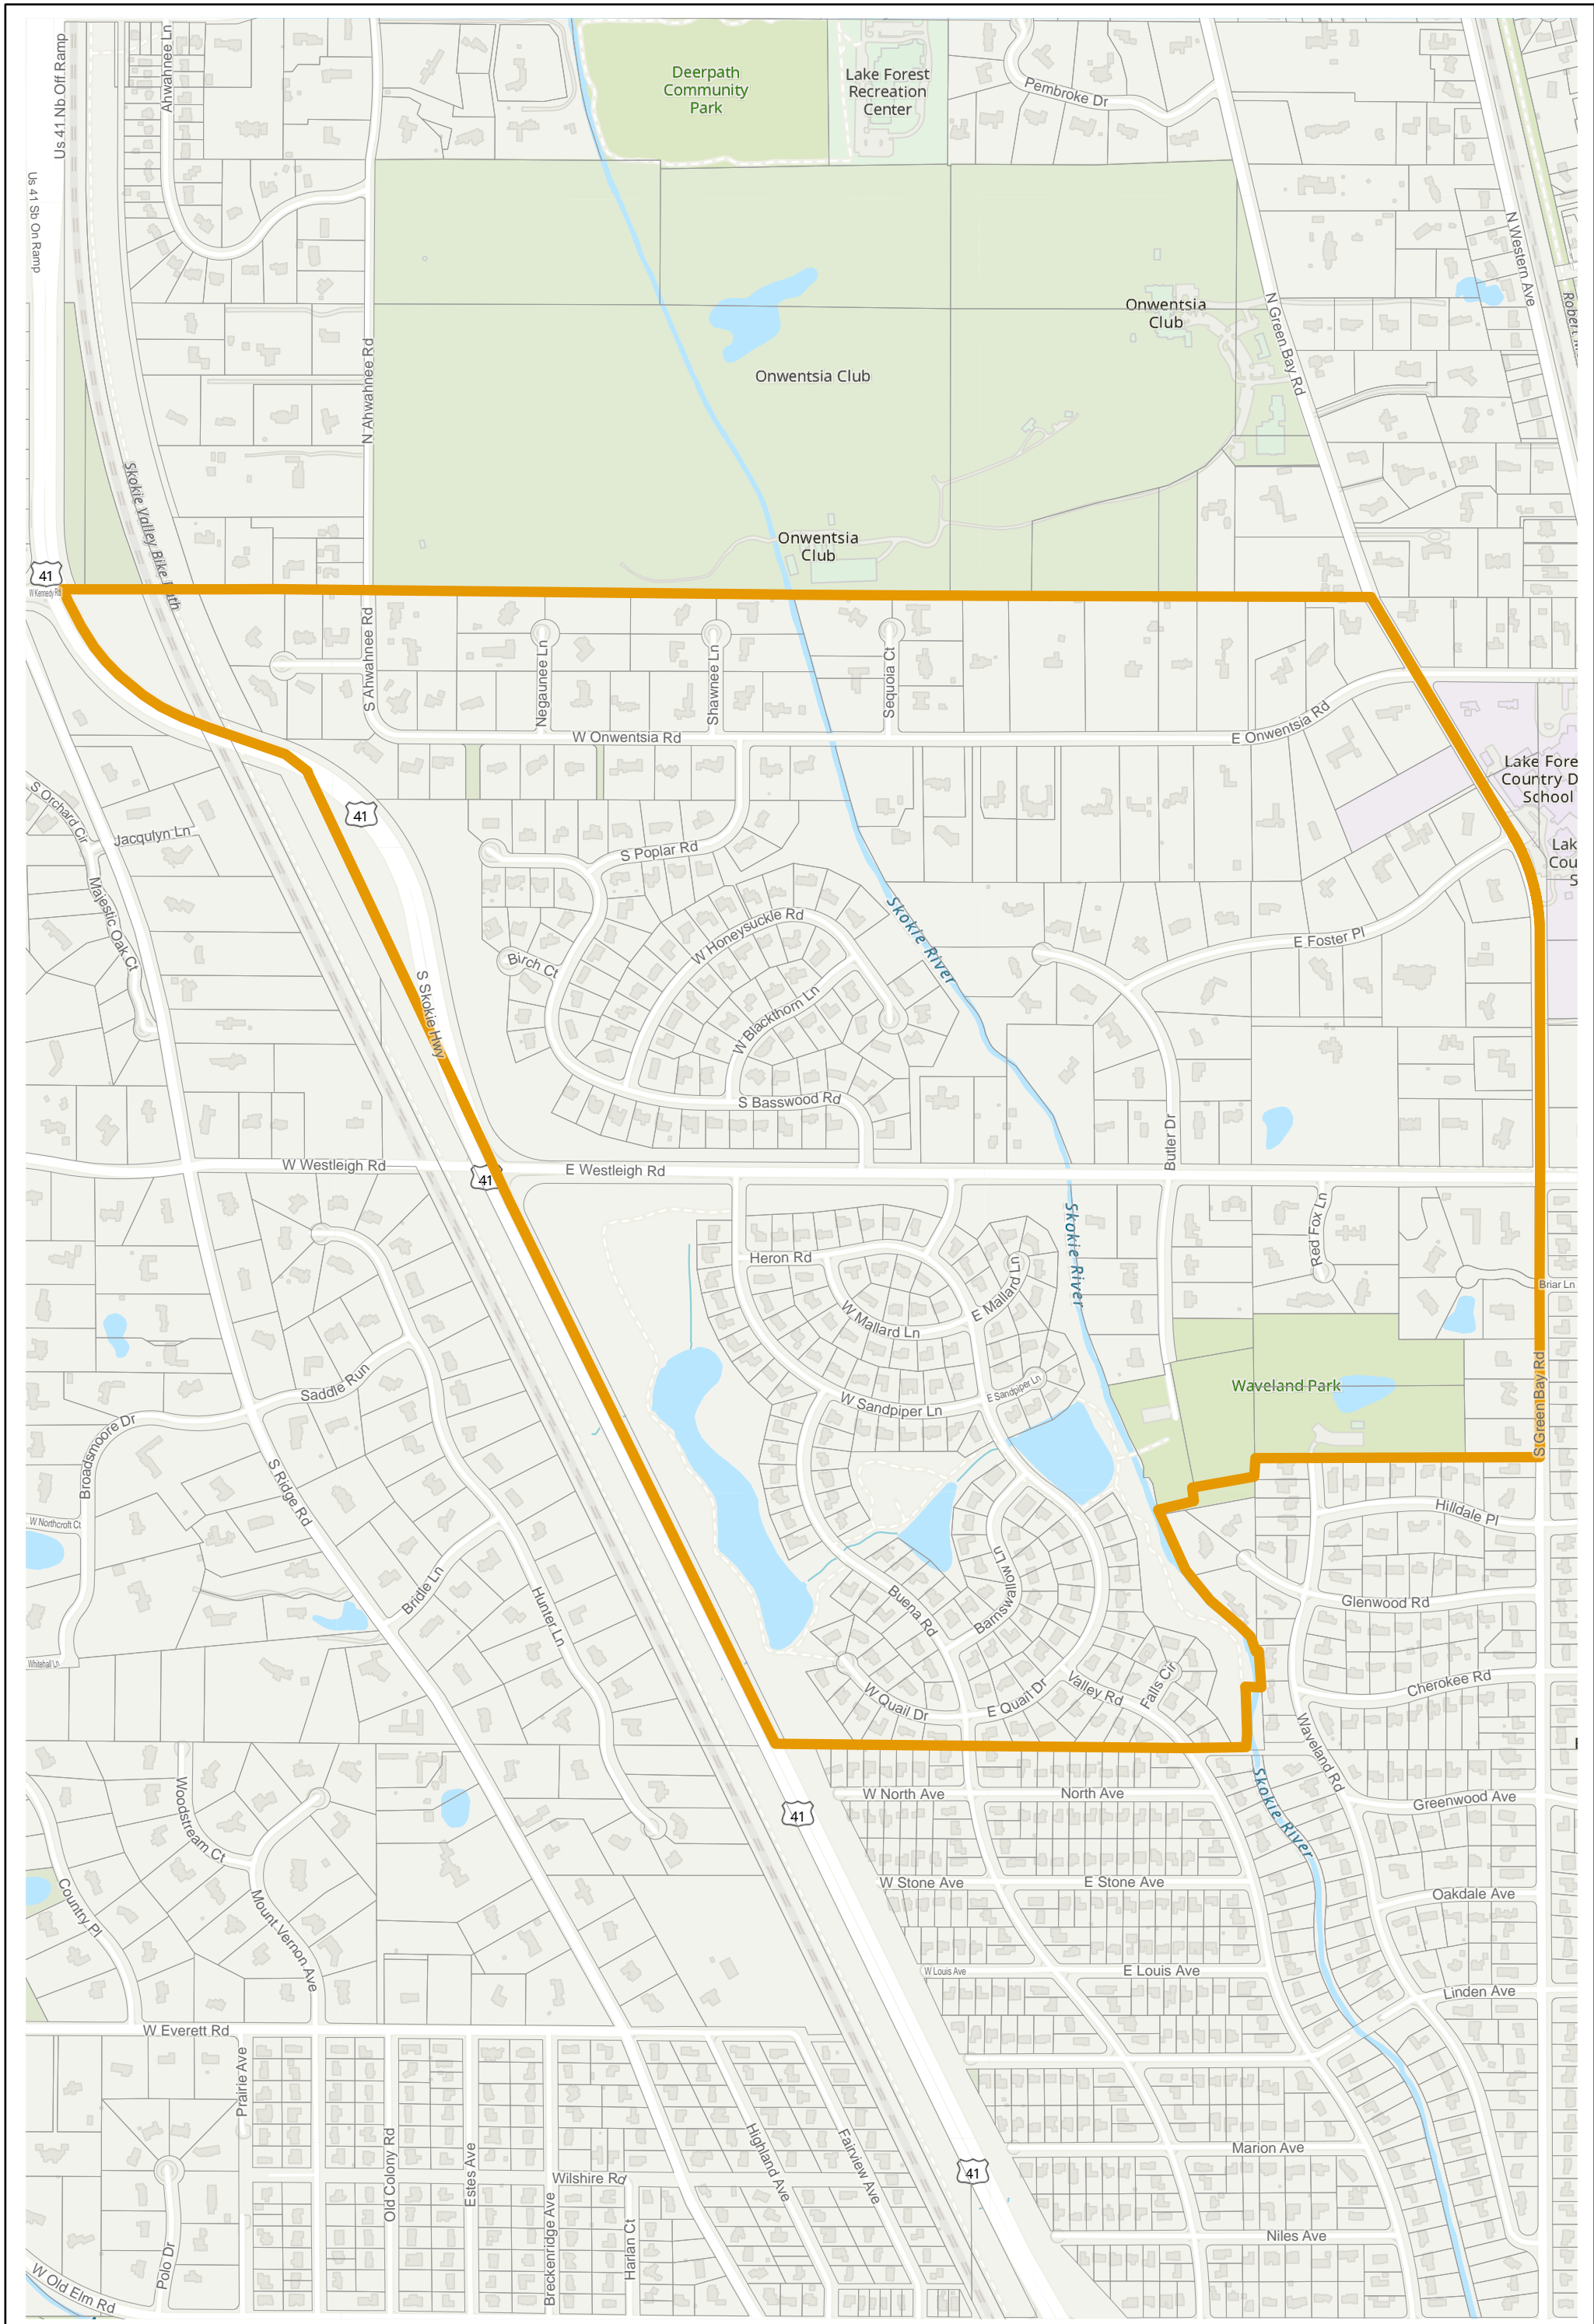 Us 41 Nb Off Ramp
Ahwahnee Ln
Deerpath
Community
Park
Lake Forest
Recreation
Center
Pembroke Dr
Us 41 Sb On Ramp
N Western Ave
N Ahwahnee Rd
Onwentsia
Club
N Green Bay Rd
Onwentsia Club
Skokie Valley Bike
Onwentsia
Club
41
W Kennedy Rd
S Ahwahnee Rd
Negaunee Ln
Shawnee Ln
Sequoia Ct
W Onwentsia Rd
E Onwentsia Rd
Lake Fore
Country D
School
S Orchard Cir
Jacqulyn Ln
41
S Poplar Rd
Lak
Cou
S
Majestic Oak Ct
W Honeysuckle Rd
Skokie River
E Foster Pl
Birch Ct
S Skokie Hwy
W Blackthorn Ln
S Basswood Rd
Butler Dr
W Westleigh Rd
E Westleigh Rd
41
Skokie River
Red Fox Ln
Heron Rd
E Mallard Ln
Briar Ln
W Mallard Ln
Saddle Run
E Sandpiper Ln
Waveland Park
S Green Bay Rd
W Sandpiper Ln
Broadsmoore Dr
S Ridge Rd
W Northcroft Ct
Hilldale Pl
Barnswallow Ln
Bridle Ln
Hunter Ln
Buena Rd
Glenwood Rd
Whitehall Ln
W Quail Dr
E Quail Dr
Valley Rd
Falls Cir
Cherokee Rd
Waveland Rd
Woodstream Ct
W North Ave
North Ave
Greenwood Ave
41
Skokie River
Country Pl
Mount Vernon Ave
W Stone Ave
E Stone Ave
Oakdale Ave
W Louis Ave
E Louis Ave
Linden Ave
W Everett Rd
Prairie Ave
Old Colony Rd
Estes Ave
Breckenridge Ave
Wilshire Rd
Harlan Ct
Highland Ave
Fairview Ave
Marion Ave
41
Polo Dr
Niles Ave
W Old Elm Rd